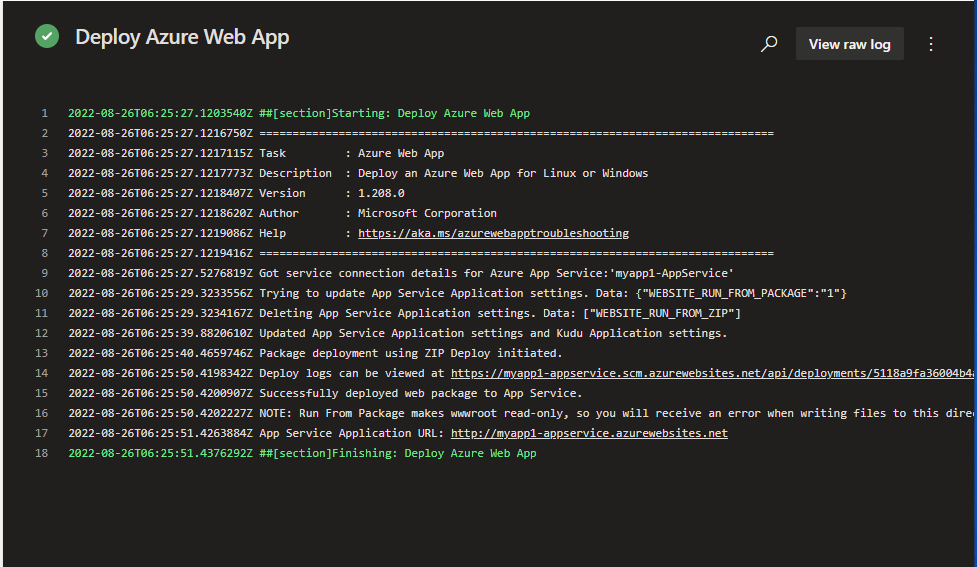 Deploy Azure Web App
View raw log
1 2022-08-26T06:25:27.1203540Z ##[section]Starting: Deploy Azure Web App
2 2022-08-26T06:25:27.1216750Z ==============================================================================
3 2022-08-26T06:25:27.1217115Z Task         : Azure Web App
4 2022-08-26T06:25:27.1217773Z Description  : Deploy an Azure Web App for Linux or Windows
5 2022-08-26T06:25:27.1218407Z Version      : 1.208.0
6 2022-08-26T06:25:27.1218620Z Author       : Microsoft Corporation
7 2022-08-26T06:25:27.1219086Z Help         : https://aka.ms/azurewebapptroubleshooting
8 2022-08-26T06:25:27.1219416Z ==============================================================================
9 2022-08-26T06:25:27.5276819Z Got service connection details for Azure App Service:'myapp1-AppService'
10 2022-08-26T06:25:29.3233556Z Trying to update App Service Application settings. Data: {"WEBSITE_RUN_FROM_PACKAGE":"1"}
11 2022-08-26T06:25:29.3234167Z Deleting App Service Application settings. Data: ["WEBSITE_RUN_FROM_ZIP"]
12 2022-08-26T06:25:39.8820610Z Updated App Service Application settings and Kudu Application settings.
13 2022-08-26T06:25:40.4659746Z Package deployment using ZIP Deploy initiated.
14 2022-08-26T06:25:50.4198342Z Deploy logs can be viewed at https://myapp1-appservice.scm.azurewebsites.net/api/deployments/5118a9fa36004b4a
15 2022-08-26T06:25:50.4200907Z Successfully deployed web package to App Service.
16 2022-08-26T06:25:50.4202227Z NOTE: Run From Package makes wwwroot read-only, so you will receive an error when writing files to this dire
17 2022-08-26T06:25:51.4263884Z App Service Application URL: http://myapp1-appservice.azurewebsites.net
18 2022-08-26T06:25:51.4376292Z ##[section]Finishing: Deploy Azure Web App